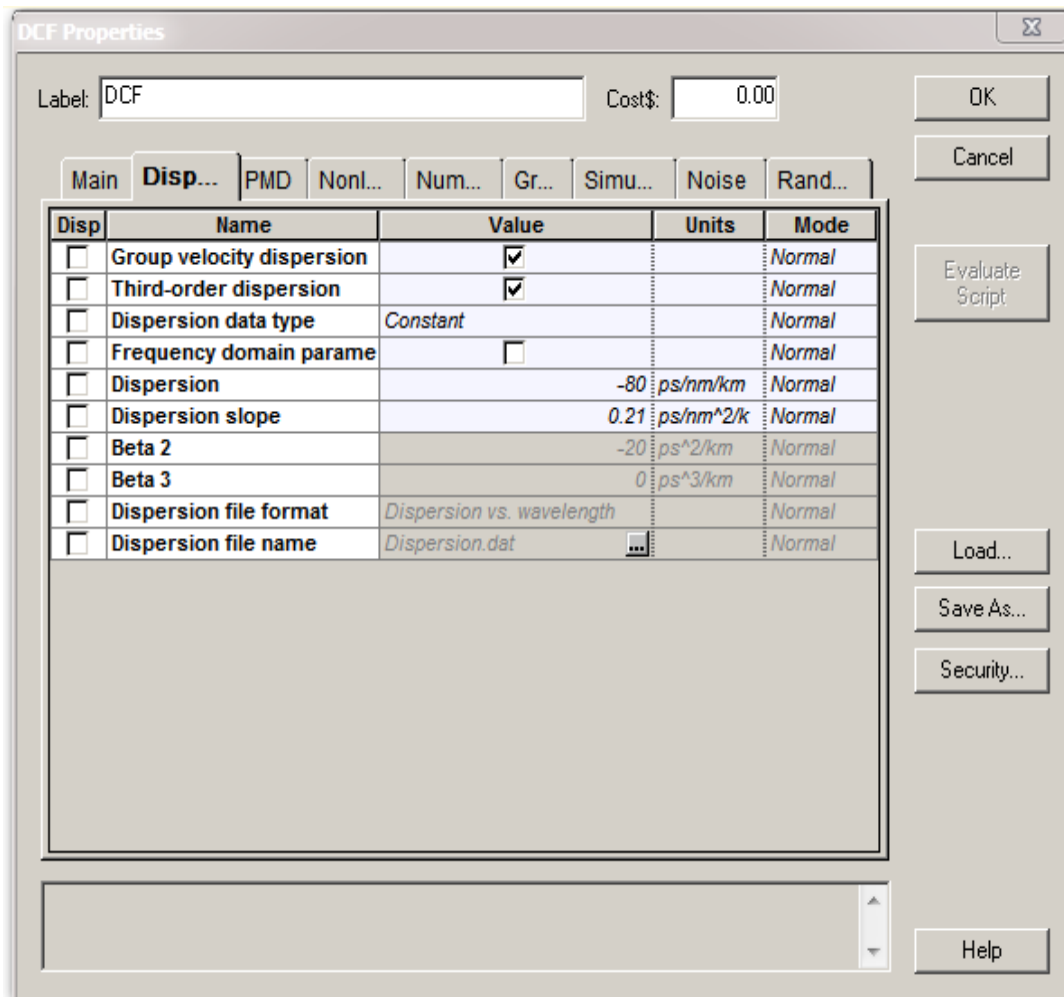 DCF Properties
Label: DCF Cost$: 0.00 OK
Cancel
Main Disp... PMD Nonl... Num... Gr... Simu... Noise Rand...
Disp Name Value Units Mode
Group velocity dispersion Normal
Third-order dispersion Normal
Dispersion data type Constant Normal
Frequency domain parame Normal
Dispersion -80 ps/nm/km Normal
Dispersion slope 0.21 ps/nm^2/k Normal
Beta 2 -20 ps^2/km Normal
Beta 3 0 ps^3/km Normal
Dispersion file format Dispersion vs. wavelength Normal
Dispersion file name Dispersion.dat ... Normal
Evaluate
Script
Load...
Save As...
Security...
Help